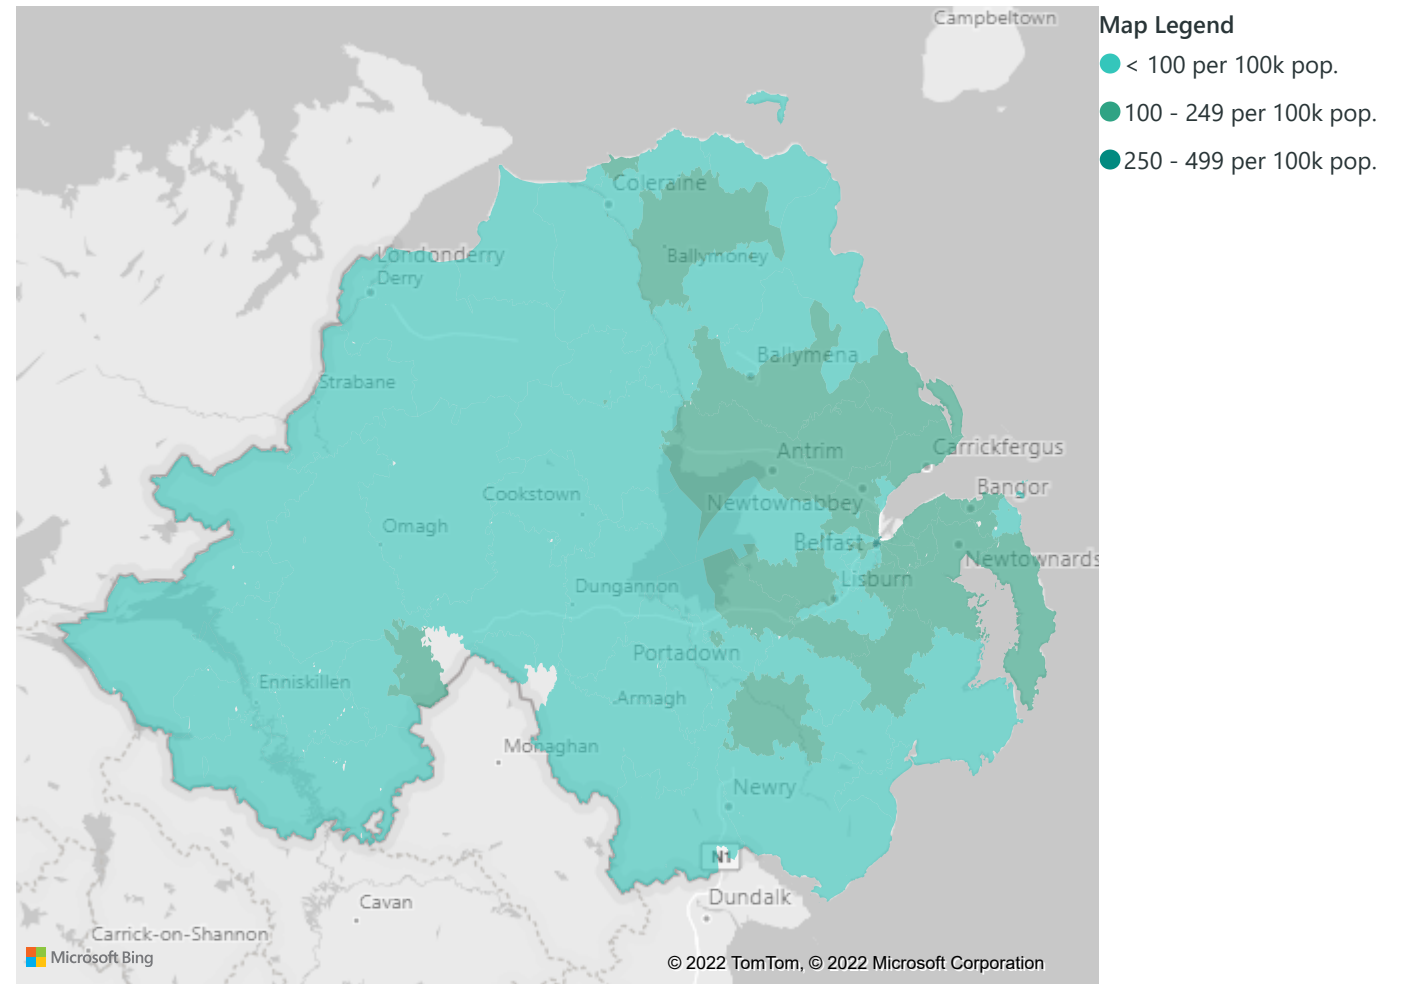 Campbeltown
Map Legend
< 100 per 100k pop.
100 - 249 per 100k pop.
250 - 499 per 100k pop.
Coleraine
Londonderry
Derry
Ballymoney
Ballymena
Strabane
Antrim
Carrickfergus
Cookstown
Newtownabbey
Bangor
Omagh
Belfast
Newtownards
Dungannon
Lisburn
Portadown
Enniskillen
Armagh
Monaghan
Newry
N1
Dundalk
Cavan
Carrick-on-Shannon
Microsoft Bing
© 2022 TomTom, © 2022 Microsoft Corporation